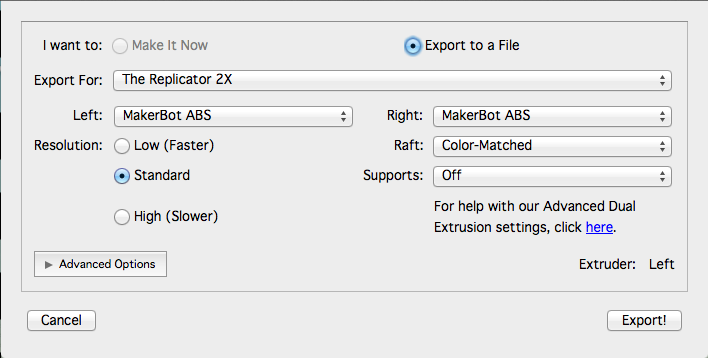 I want to: Make It Now Export to a File
Export For: The Replicator 2X
Left: MakerBot ABS Right: MakerBot ABS
Resolution: Low (Faster) Raft: Color-Matched
Standard Supports: Off
For help with our Advanced Dual
High (Slower)
Extrusion settings, click here.
Advanced Options Extruder: Left
Cancel Export!